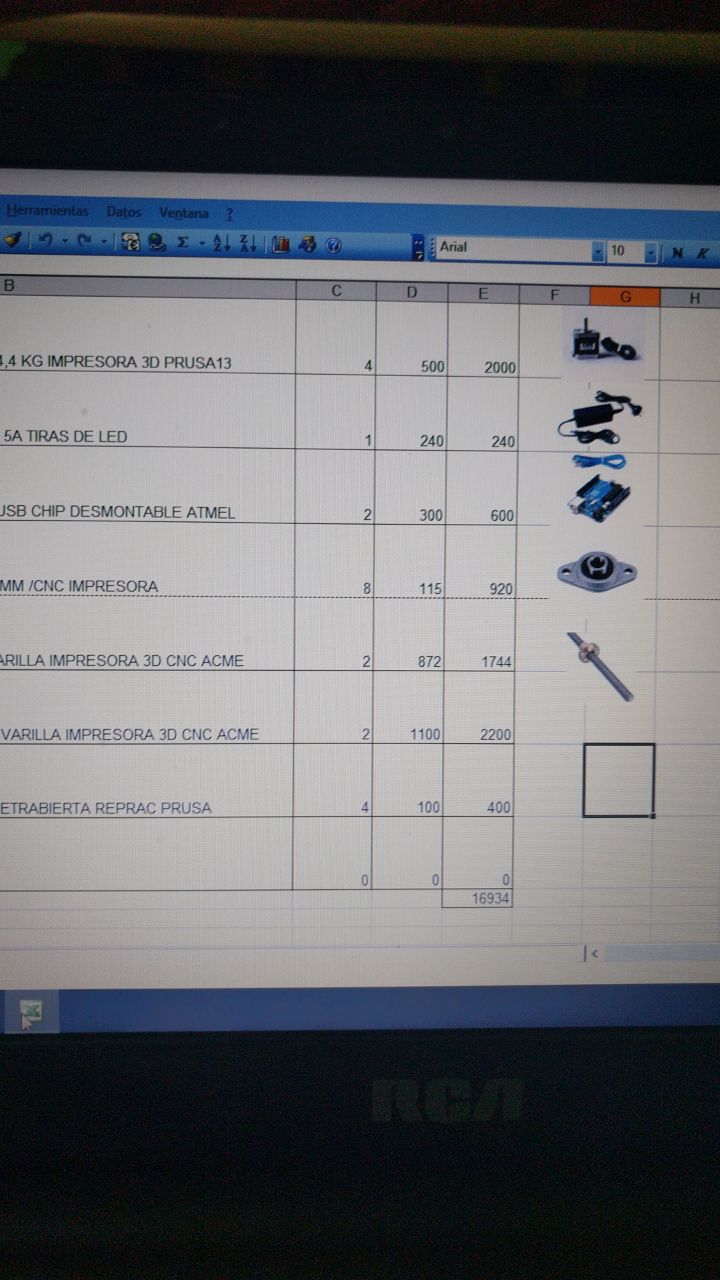 Herramientas Datos Ventana ?
Arial 10 N K
B C D E F G H
4,4 KG IMPRESORA 3D PRUSA13 4 500 2000
5A TIRAS DE LED 1 240 240
USB CHIP DESMONTABLE ATMEL 2 300 600
MM /CNC IMPRESORA 8 115 920
ARILLA IMPRESORA 3D CNC ACME 2 872 1744
VARILLA IMPRESORA 3D CNC ACME 2 1100 2200
ETRABIERTA REPRAC PRUSA 4 100 400
0 0 0
16934
RCA